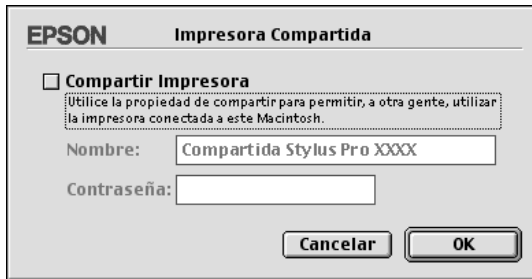 EPSON Impresora Compartida
Compartir Impresora
Utilice la propiedad de compartir para permitir, a otra gente, utilizar
la impresora conectada a este Macintosh.
Nombre: Compartida Stylus Pro XXXX
Contraseña:
Cancelar OK